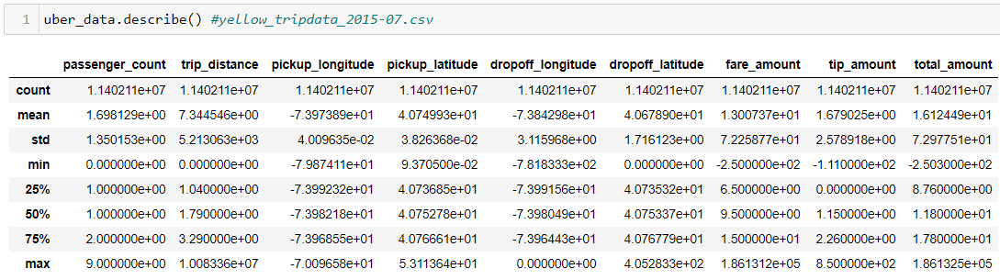 1 uber_data.describe() #yellow_tripdata_2015-07.csv
passenger_count trip_distance pickup_longitude pickup_latitude dropoff_longitude dropoff_latitude fare_amount tip_amount total_amount
count 1.140211e+07 1.140211e+07 1.140211e+07 1.140211e+07 1.140211e+07 1.140211e+07 1.140211e+07 1.140211e+07 1.140211e+07
mean 1.698129e+00 7.344546e+00 -7.397389e+01 4.074993e+01 -7.384298e+01 4.067890e+01 1.300737e+01 1.679025e+00 1.612449e+01
std 1.350153e+00 5.213063e+03 4.009635e-02 3.826368e-02 3.115968e+00 1.716123e+00 7.225877e+01 2.578918e+00 7.297751e+01
min 0.000000e+00 0.000000e+00 -7.987411e+01 9.370500e-02 -7.818333e+02 0.000000e+00 -2.500000e+02 -1.110000e+02 -2.503000e+02
25% 1.000000e+00 1.040000e+00 -7.399232e+01 4.073685e+01 -7.399156e+01 4.073532e+01 6.500000e+00 0.000000e+00 8.760000e+00
50% 1.000000e+00 1.790000e+00 -7.398218e+01 4.075278e+01 -7.398049e+01 4.075337e+01 9.500000e+00 1.150000e+00 1.180000e+01
75% 2.000000e+00 3.290000e+00 -7.396855e+01 4.076661e+01 -7.396443e+01 4.076779e+01 1.500000e+01 2.260000e+00 1.780000e+01
max 9.000000e+00 1.008336e+07 -7.009658e+01 5.311364e+01 0.000000e+00 4.052833e+02 1.861312e+05 8.500000e+02 1.861325e+05